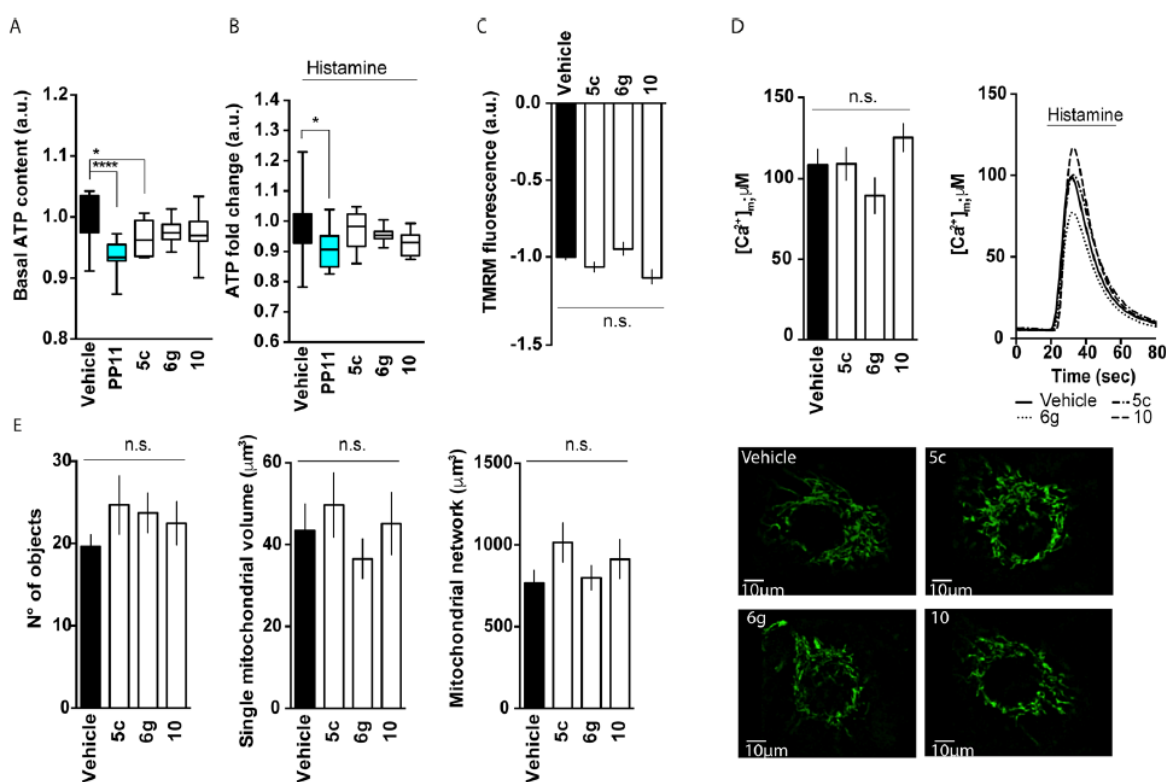 A
Basal ATP content (a.u.)
1.2
1.1
1.0
0.9
0.8
*
****
Vehicle
PP11
5c
6g
10
B
Histamine
ATP fold change (a.u.)
1.4
1.3
1.2
1.1
1.0
0.9
0.8
0.7
0.6
*
Vehicle
PP11
5c
6g
10
C
Vehicle
5c
6g
10
TMRM fluorescence (a.u.)
0.0
-0.5
-1.0
-1.5
n.s.
D
n.s.
[Ca²⁺]m; μM
150
100
50
0
Vehicle
5c
6g
10
Histamine
[Ca²⁺]m; μM
150
100
50
0
0 20 40 60 80
Time (sec)
Vehicle 5c
6g 10
E
n.s.
N° of objects
30
20
10
0
Vehicle
5c
6g
10
n.s.
Single mitochondrial volume (μm³)
60
40
20
0
Vehicle
5c
6g
10
n.s.
Mitochondrial network (μm³)
1500
1000
500
0
Vehicle
5c
6g
10
Vehicle
10μm
5c
10μm
6g
10μm
10
10μm